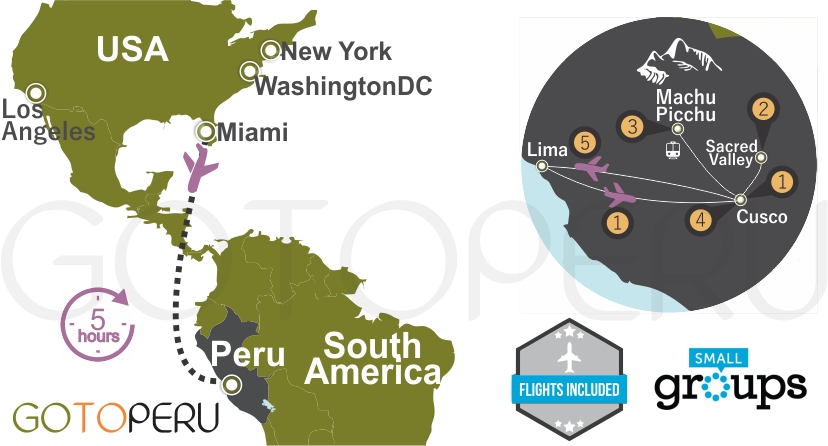 USA
New York
WashingtonDC
Los
Angeles
Miami
5
hours
Peru
South
America
GOTOPERU
GOTOPERU
Machu
Picchu
2
3
5
Lima
Sacred
Valley
1
1
4
Cusco
FLIGHTS INCLUDED
SMALL
groups